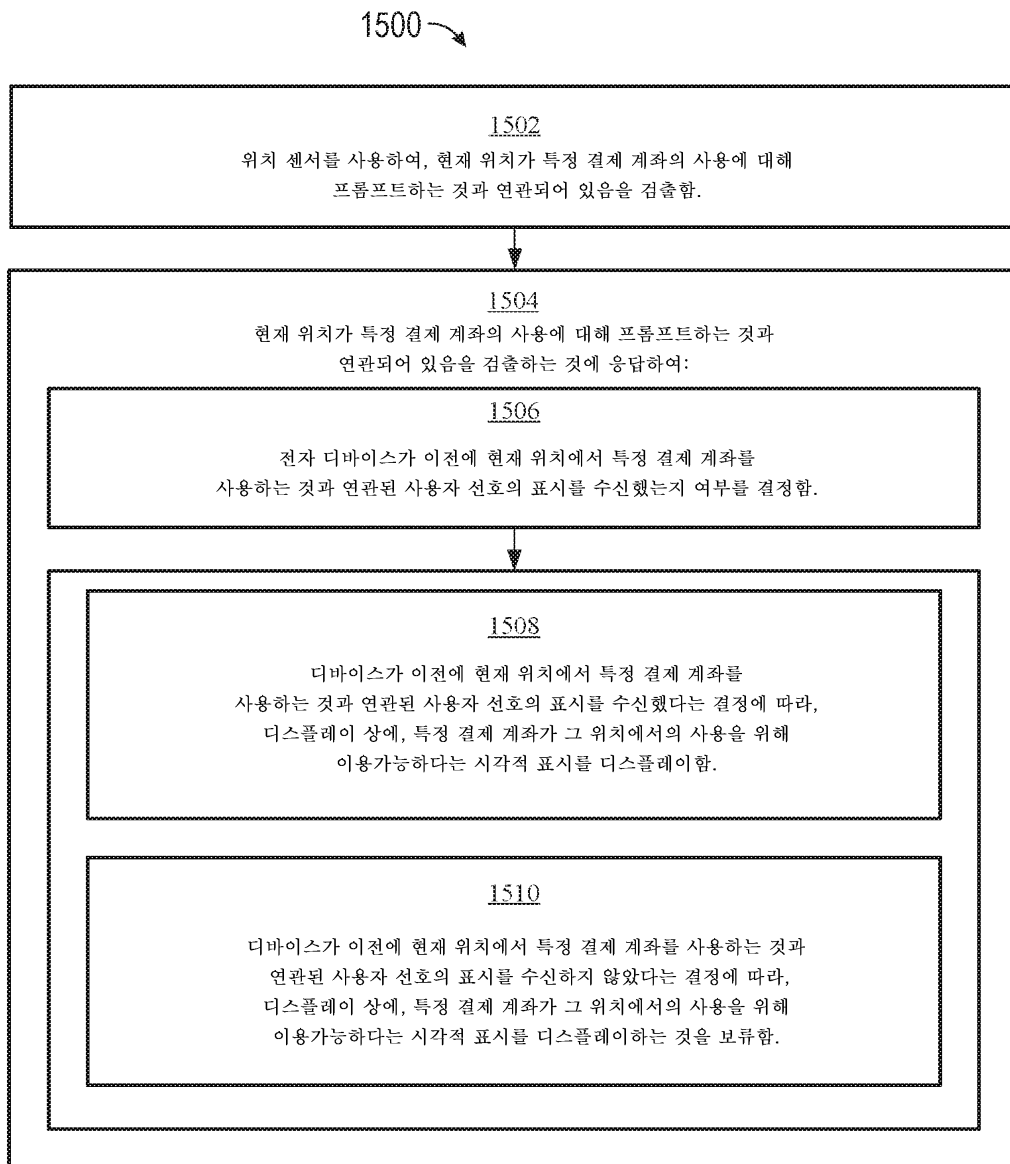 1500
1502
위치 센서를 사용하여, 현재 위치가 특정 결제 계좌의 사용에 대해
프롬프트하는 것과 연관되어 있음을 검출함.
1504
현재 위치가 특정 결제 계좌의 사용에 대해 프롬프트하는 것과
연관되어 있음을 검출하는 것에 응답하여:
1506
전자 디바이스가 이전에 현재 위치에서 특정 결제 계좌를
사용하는 것과 연관된 사용자 선호의 표시를 수신했는지 여부를 결정함.
1508
디바이스가 이전에 현재 위치에서 특정 결제 계좌를
사용하는 것과 연관된 사용자 선호의 표시를 수신했다는 결정에 따라,
디스플레이 상에, 특정 결제 계좌가 그 위치에서의 사용을 위해
이용가능하다는 시각적 표시를 디스플레이함.
1510
디바이스가 이전에 현재 위치에서 특정 결제 계좌를 사용하는 것과
연관된 사용자 선호의 표시를 수신하지 않았다는 결정에 따라,
디스플레이 상에, 특정 결제 계좌가 그 위치에서의 사용을 위해
이용가능하다는 시각적 표시를 디스플레이하는 것을 보류함.